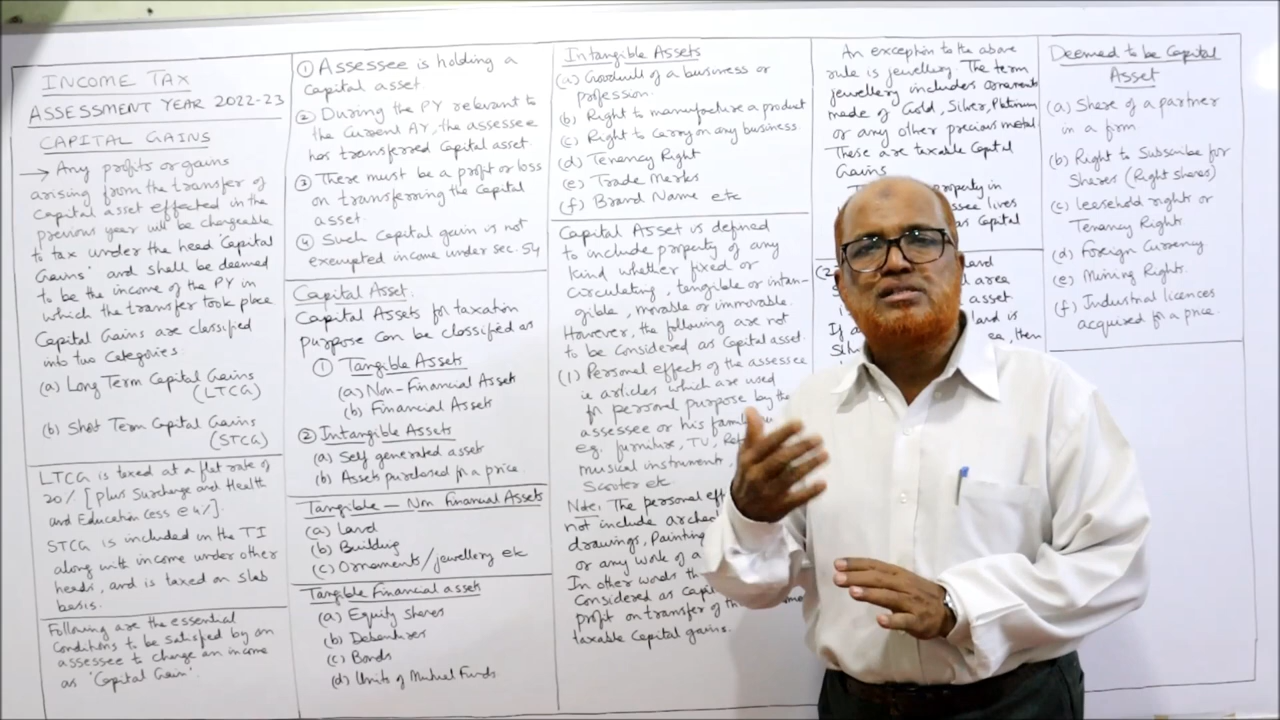 INCOME TAX
ASSESSMENT YEAR 2022-23
CAPITAL GAINS
→ Any profits or gains
arising from the transfer of
Capital asset effected in the
previous year will be chargeable
to tax under the head 'Capital
Gains' and shall be deemed
to be the income of the PY in
which the transfer took place
Capital Gains are classified
into two Categories.
(a) Long Term Capital Gains
(LTCG)
(b) Short Term Capital Gains
(STCG)
LTCG is taxed at a flat rate of
20% [plus Surcharge and Health
and Education Cess @ 4%].
STCG is included in the TI
along with income under other
heads, and is taxed on slab
basis.
Following are the essential
Conditions to be satisfied by an
assessee to charge an income
as 'Capital Gain'.
① Assessee is holding a
Capital asset
② During the PY relevant to
the Current AY, the assessee
has transferred Capital asset.
③ There must be a profit or loss
on transferring the Capital
asset.
④ Such Capital gain is not
exempted income under sec. 54
Capital Asset.
Capital Assets for taxation
purpose can be classified as
① Tangible Assets
(a) Non-Financial Assets
(b) Financial Assets
② Intangible Assets
(a) Self generated asset
(b) Assets purchased for a price.
Tangible – Non Financial Assets
(a) Land
(b) Building
(c) Ornaments/jewellery etc
Tangible Financial asset
(a) Equity Shares
(b) Debentures
(c) Bonds
(d) Units of Mutual Funds
Intangible Assets
(a) Goodwill of a business or
profession.
(b) Right to manufacture a product
(c) Right to carry on any business
(d) Tenancy Right
(e) Trade Marks
(f) Brand Name etc
Capital Asset is defined
to include property of any
kind whether fixed or
circulating, tangible or intan-
gible, movable or immovable.
However, the following are not
to be Considered as Capital asset.
(1) Personal effects of the assessee
ie articles which are used
for personal purpose by the
assessee or his family
e.g. furniture, TV,
musical instruments,
Scooter etc.
Note: The personal
not include
drawings, Painting
or any work of a
In other words
Considered as
profit on transfer of
taxable Capital gains.
An exception to the above
rule is jewellery. The term
jewellery includes ornaments
made of Gold, Silver, Platinum
or any other precious metal
These are taxable Capital
Gains
property in
lives
as Capital
(2)
area
asset
If
land is
then
Deemed to be Capital
Asset
(a) Share of a partner
in a firm
(b) Right to Subscribe for
Shares (Right Shares)
(c) leasehold right or
Tenancy Right
(d) Foreign Currency
(e) Mining Rights.
(f) Industrial licences
acquired for a price.